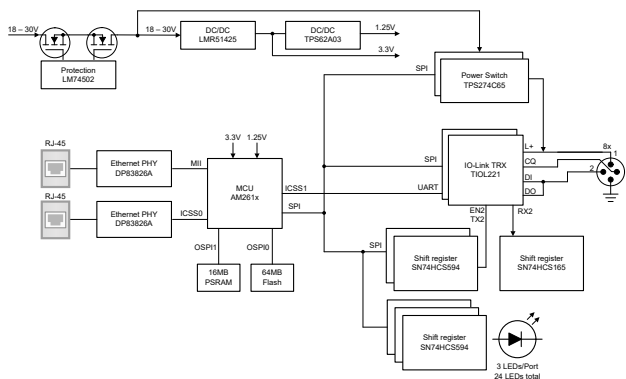 18 – 30V
18 – 30V
DC/DC
LMR51425
DC/DC
TPS62A03
1.25V
3.3V
Protection
LM74502
SPI
Power Switch
TPS274C65
RJ-45
Ethernet PHY
DP83826A
MII
3.3V 1.25V
MCU
AM261x
ICSS1
SPI
RJ-45
Ethernet PHY
DP83826A
ICSS0
OSPI1
OSPI0
16MB
PSRAM
64MB
Flash
SPI
UART
IO-Link TRX
TIOL221
L+
CQ
DI
DO
8x
1
2
EN2
TX2
RX2
SPI
Shift register
SN74HCS594
Shift register
SN74HCS165
Shift register
SN74HCS594
3 LEDs/Port
24 LEDs total